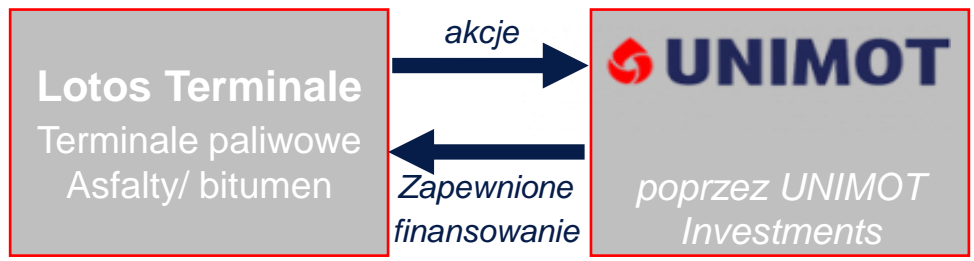 Lotos Terminale
Terminale paliwowe
Asfalty/ bitumen
akcje
Zapewnione
finansowanie
UNIMOT
poprzez UNIMOT
Investments